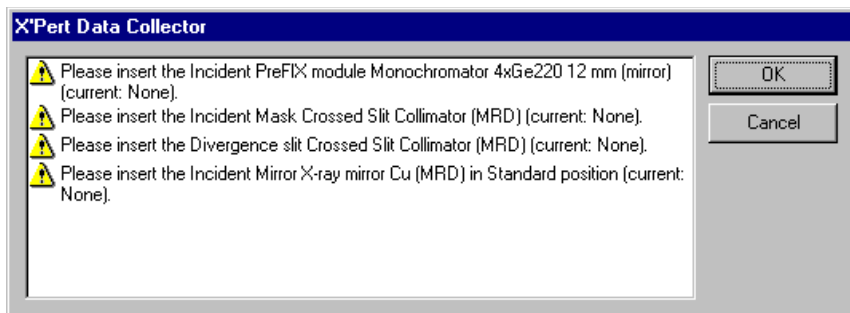 X'Pert Data Collector
Please insert the Incident PreFIX module Monochromator 4xGe220 12 mm (mirror)
(current: None).
Please insert the Incident Mask Crossed Slit Collimator (MRD) (current: None).
Please insert the Divergence slit Crossed Slit Collimator (MRD) (current: None).
Please insert the Incident Mirror X-ray mirror Cu (MRD) in Standard position (current:
None).
OK
Cancel